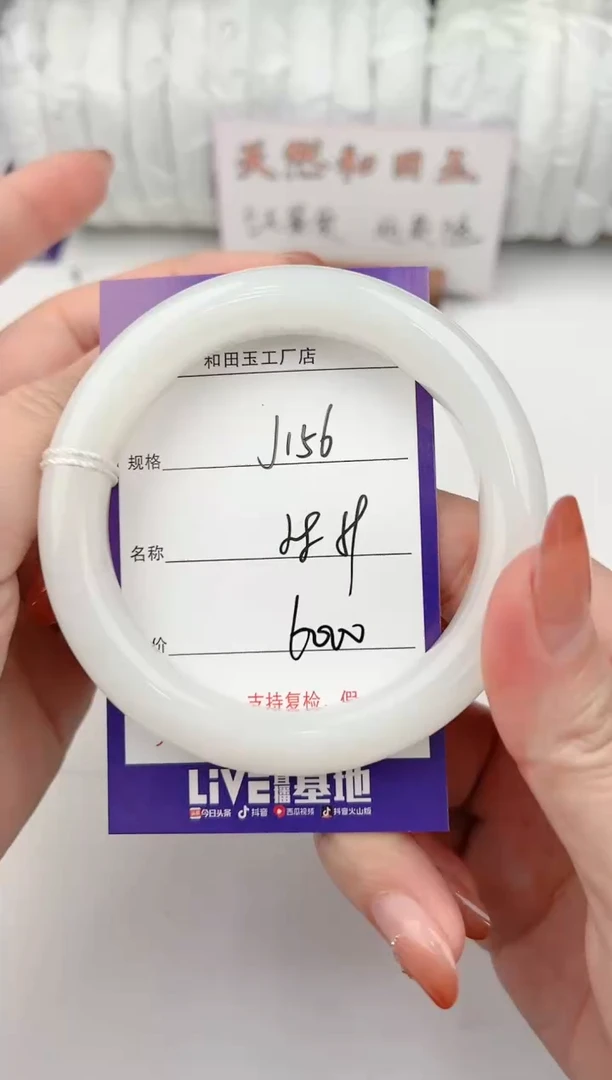 天然和田玉
和田玉工厂店
规格 J156
名称
价 6000
支持复检 假
LIVE直播基地
今日头条 抖音 西瓜视频 抖音火山版